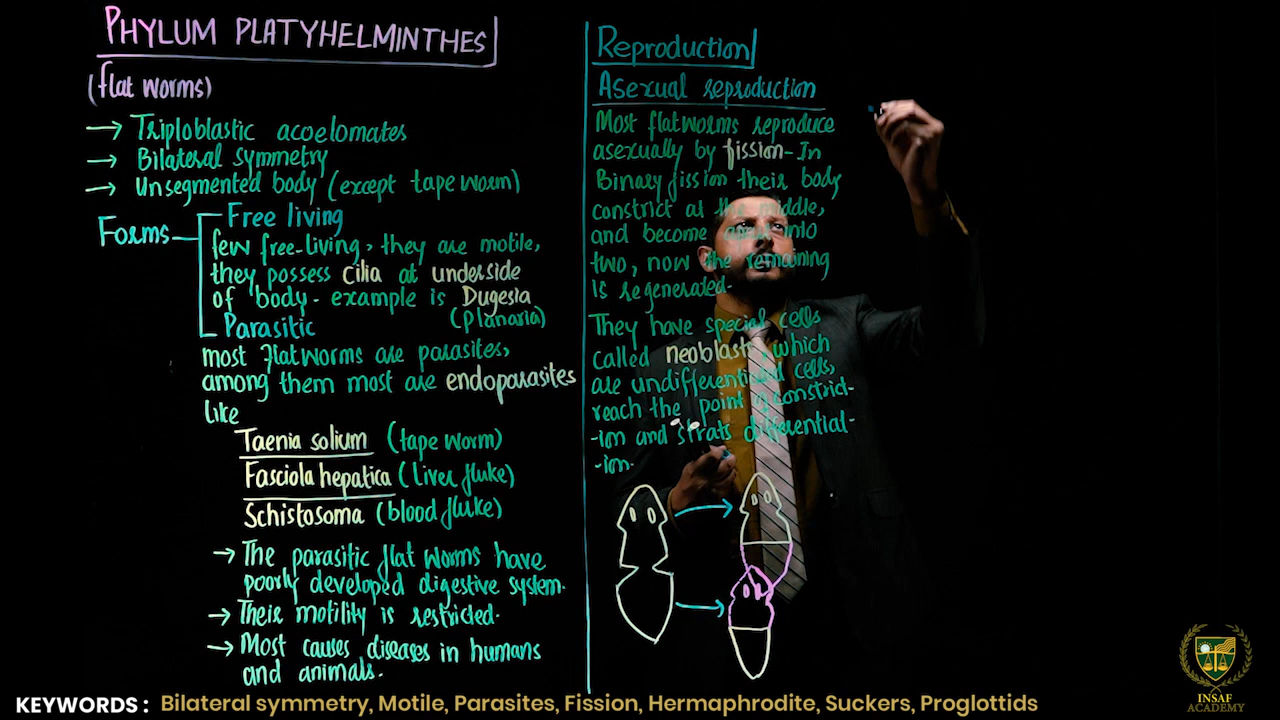 PHYLUM PLATYHELMINTHES
(flat worms)
→ Triploblastic acoelomates
→ Bilateral symmetry
→ Unsegmented body (except tape worm)
Forms
Free living
few free-living, they are motile,
they possess cilia at underside
of body. example is Dugesia
(Planaria)
Parasitic
most flatworms are parasites,
among them most are endoparasites
like
Taenia solium (tape worm)
Fasciola hepatica (liver fluke)
Schistosoma (blood fluke)
→ The parasitic flat worms have
poorly developed digestive system.
→ Their motility is restricted.
→ Most causes diseases in humans
and animals.
Reproduction
Asexual reproduction
Most flatworms reproduce
asexually by fission- In
Binary fission their body
constrict at the middle,
and become into
two, now the remaining
is regenerated.
They have special cells
called neoblast, which
are undifferentiated cells,
reach the point of constrict-
-ion and strats differential-
-ion.
KEYWORDS : Bilateral symmetry, Motile, Parasites, Fission, Hermaphrodite, Suckers, Proglottids
INSAF
ACADEMY